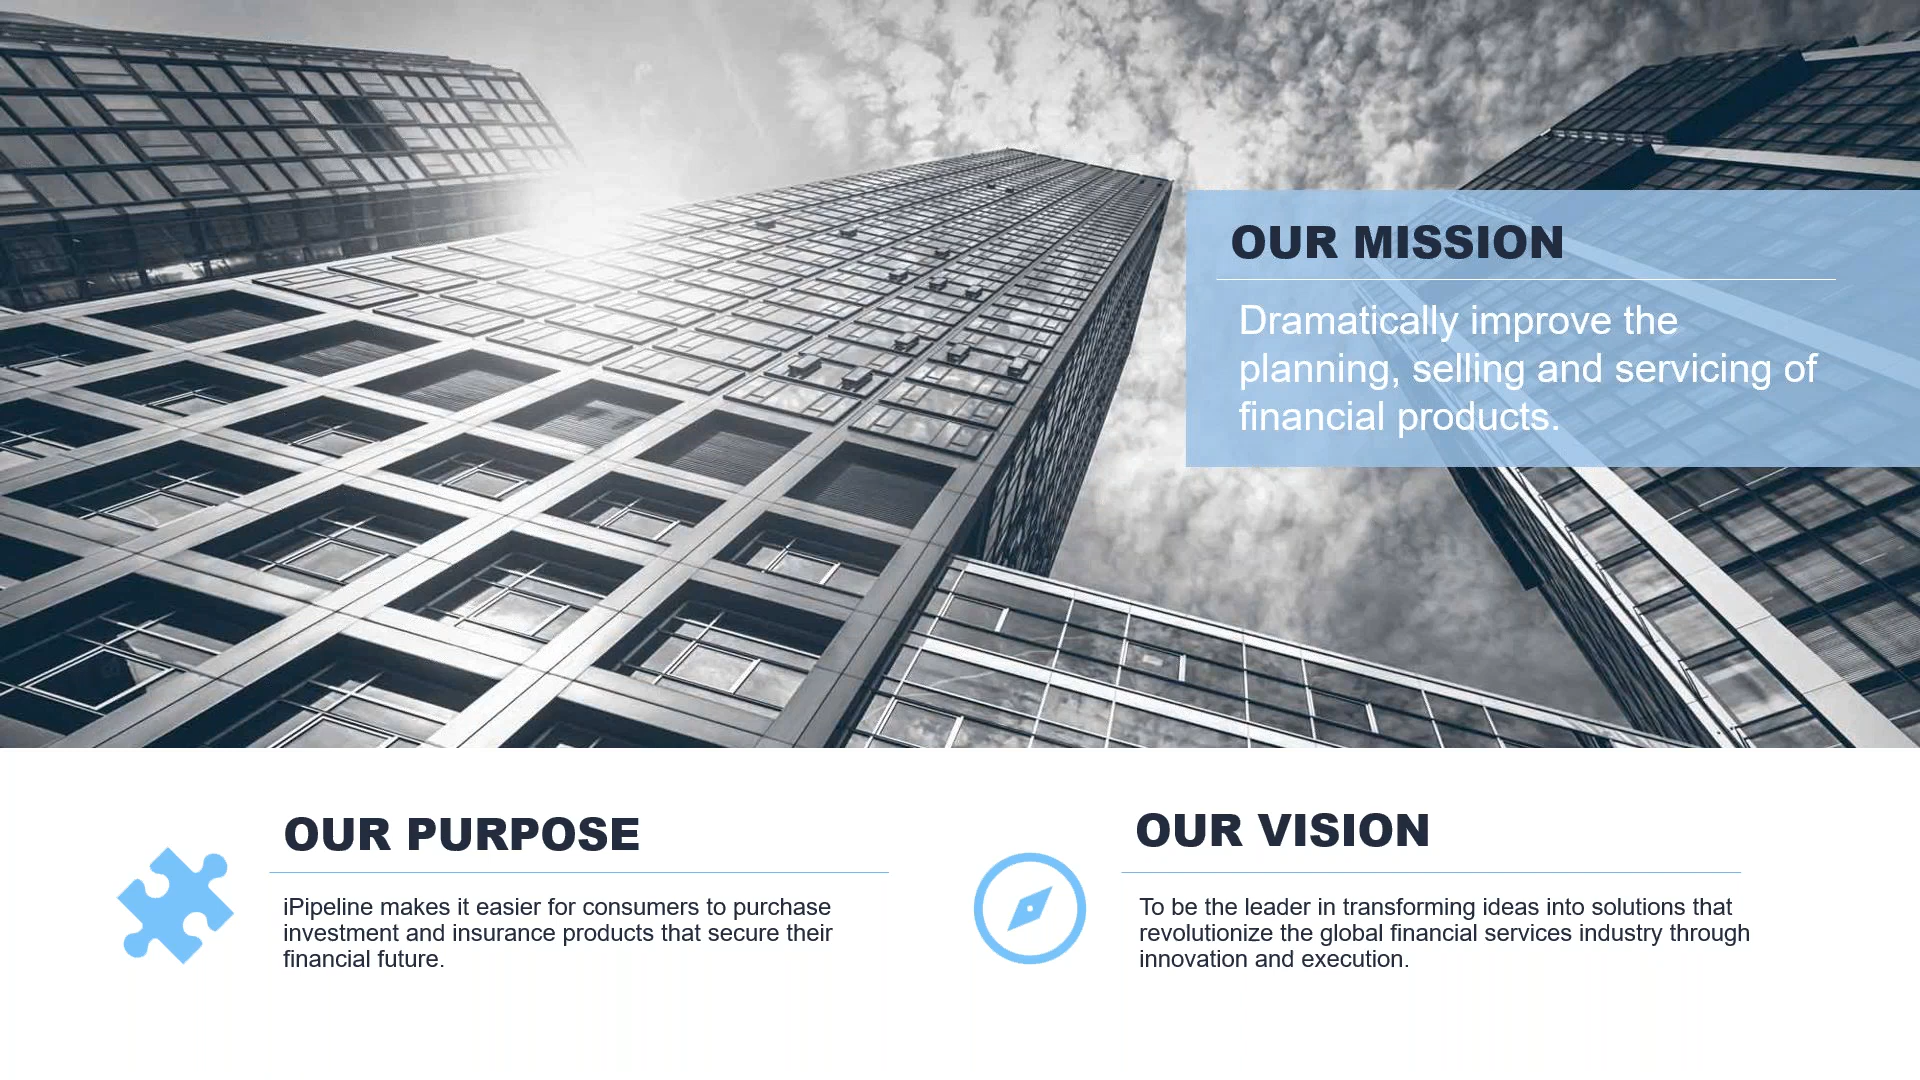 OUR MISSION
Dramatically improve the
planning, selling and servicing of
financial products.
OUR PURPOSE
iPipeline makes it easier for consumers to purchase
investment and insurance products that secure their
financial future.
OUR VISION
To be the leader in transforming ideas into solutions that
revolutionize the global financial services industry through
innovation and execution.